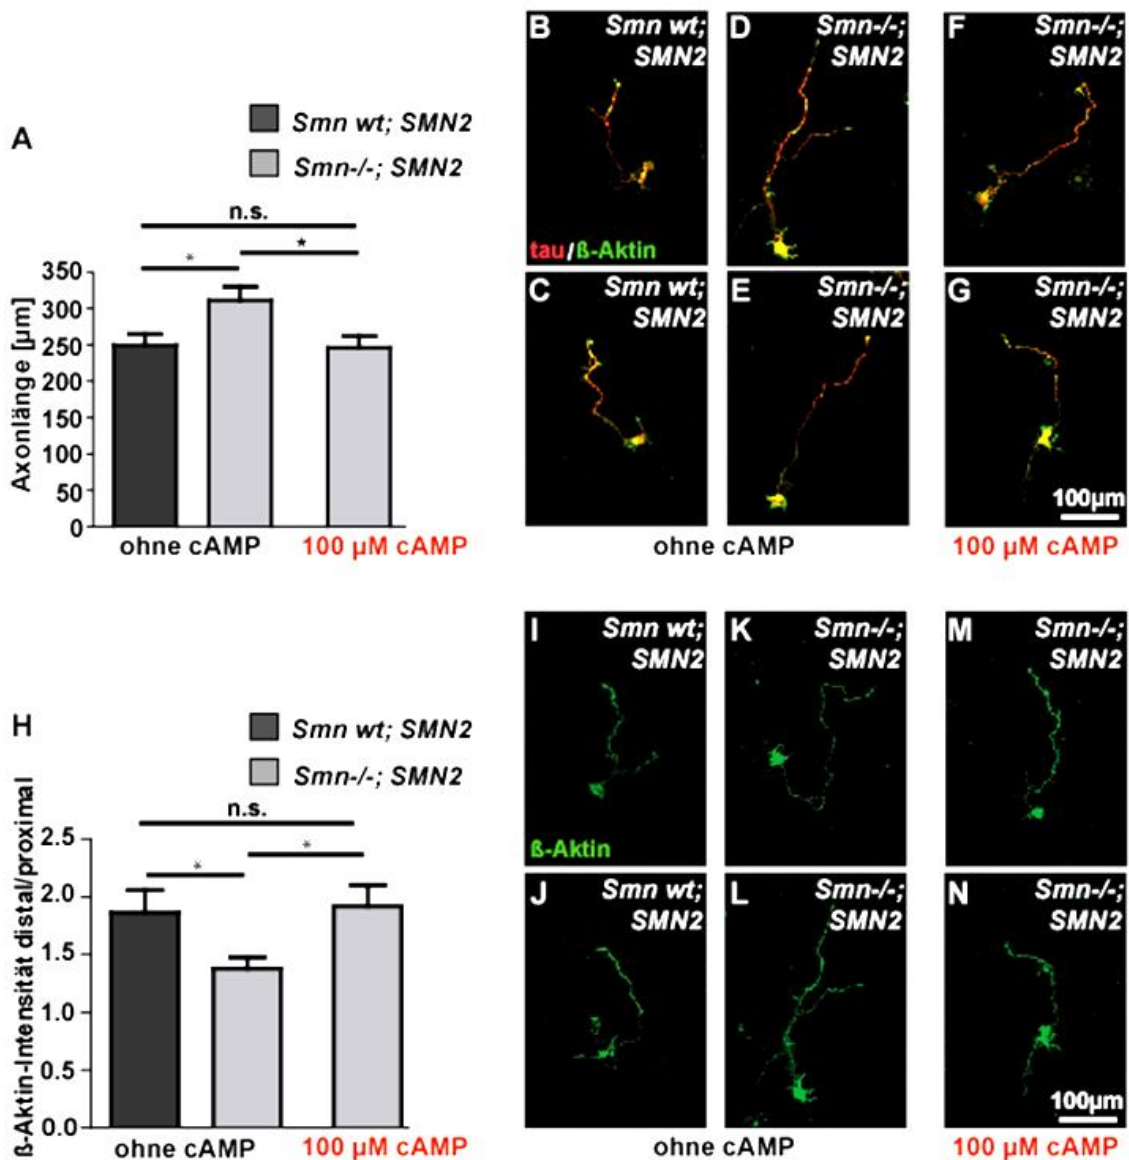 A
Smn wt; SMN2
Smn-/-; SMN2
n.s.
*
*
Axonlänge [µm]
350
300
250
200
150
100
50
0
ohne cAMP
100 µM cAMP
B
Smn wt;
SMN2
tau/ß-Aktin
D
Smn-/-;
SMN2
F
Smn-/-;
SMN2
C
Smn wt;
SMN2
E
Smn-/-;
SMN2
G
Smn-/-;
SMN2
100µm
ohne cAMP
100 µM cAMP
H
Smn wt; SMN2
Smn-/-; SMN2
n.s.
*
*
ß-Aktin-Intensität distal/proximal
2.5
2.0
1.5
1.0
0.5
0.0
ohne cAMP
100 µM cAMP
I
Smn wt;
SMN2
ß-Aktin
K
Smn-/-;
SMN2
M
Smn-/-;
SMN2
J
Smn wt;
SMN2
L
Smn-/-;
SMN2
N
Smn-/-;
SMN2
100µm
ohne cAMP
100 µM cAMP